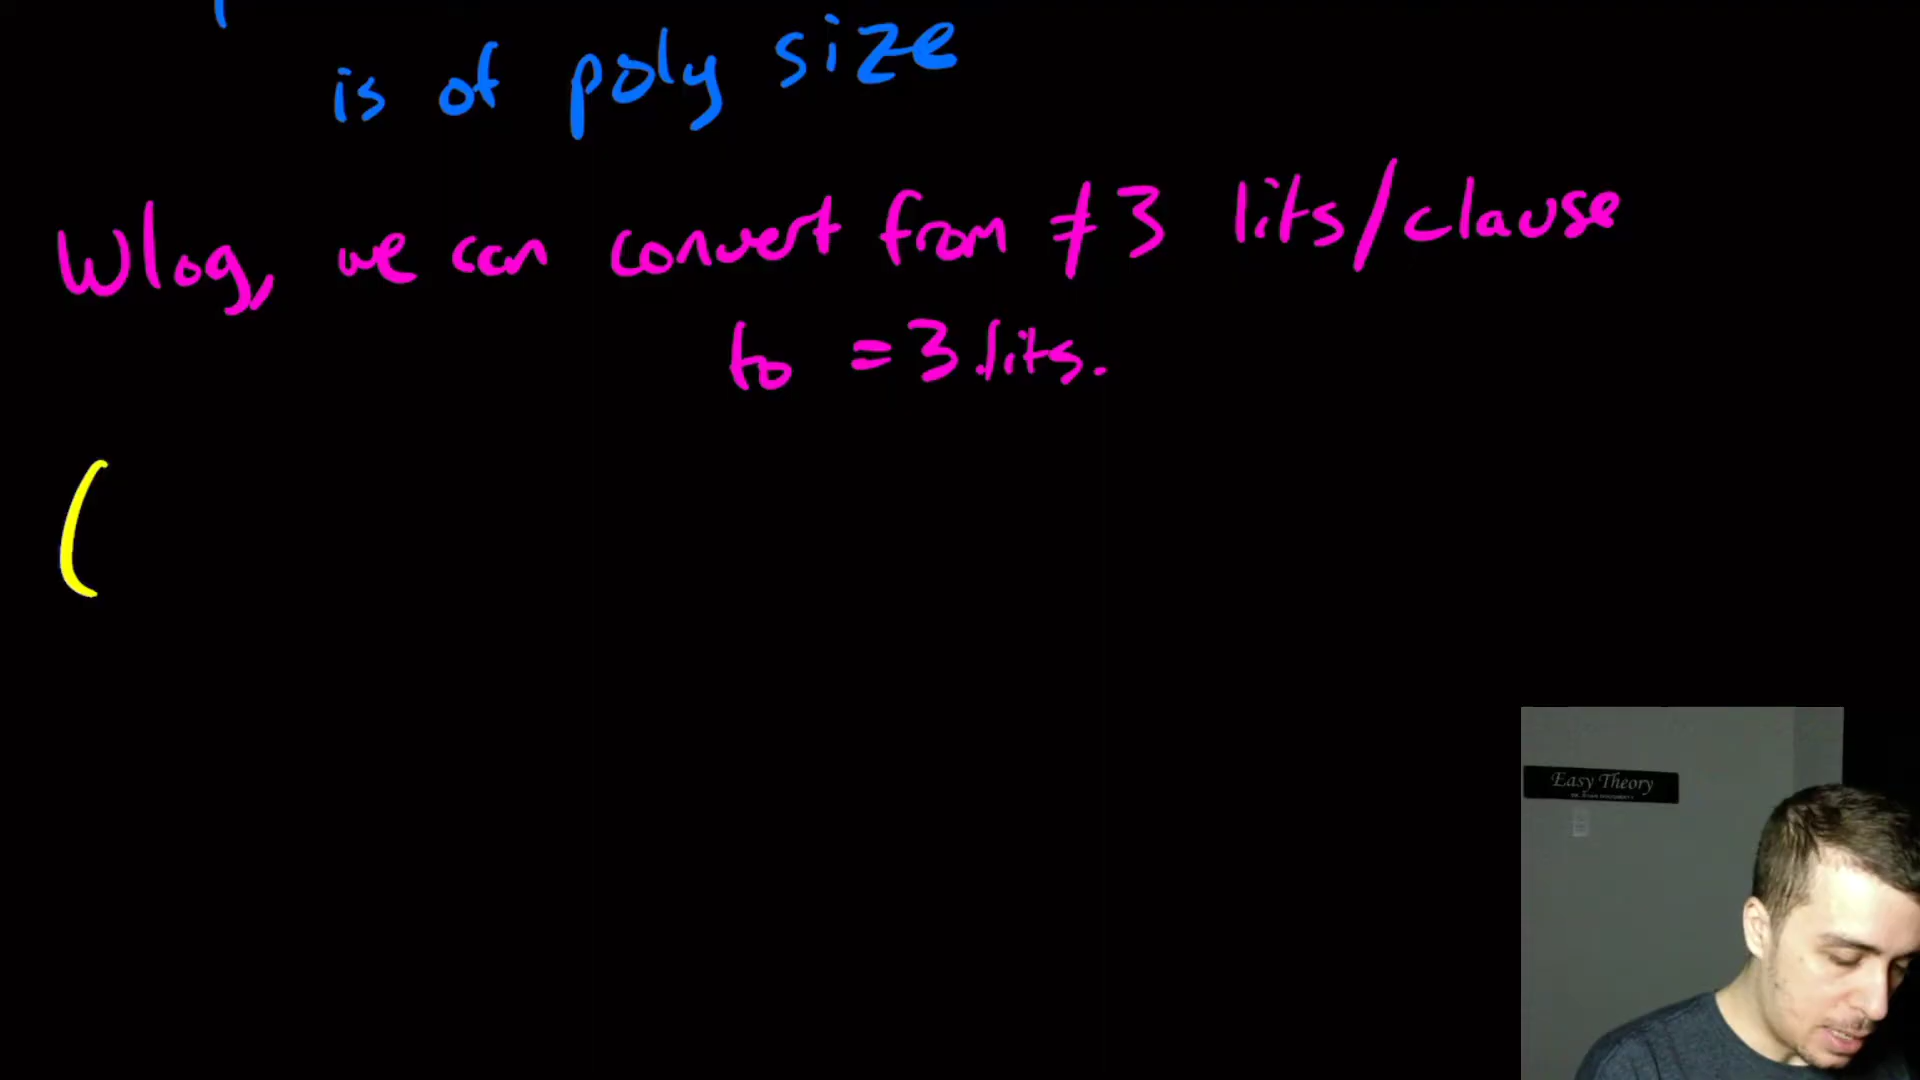 is of poly size
Wlog, we can convert from ≠3 lits/clause
to =3 lits.
(
Easy Theory